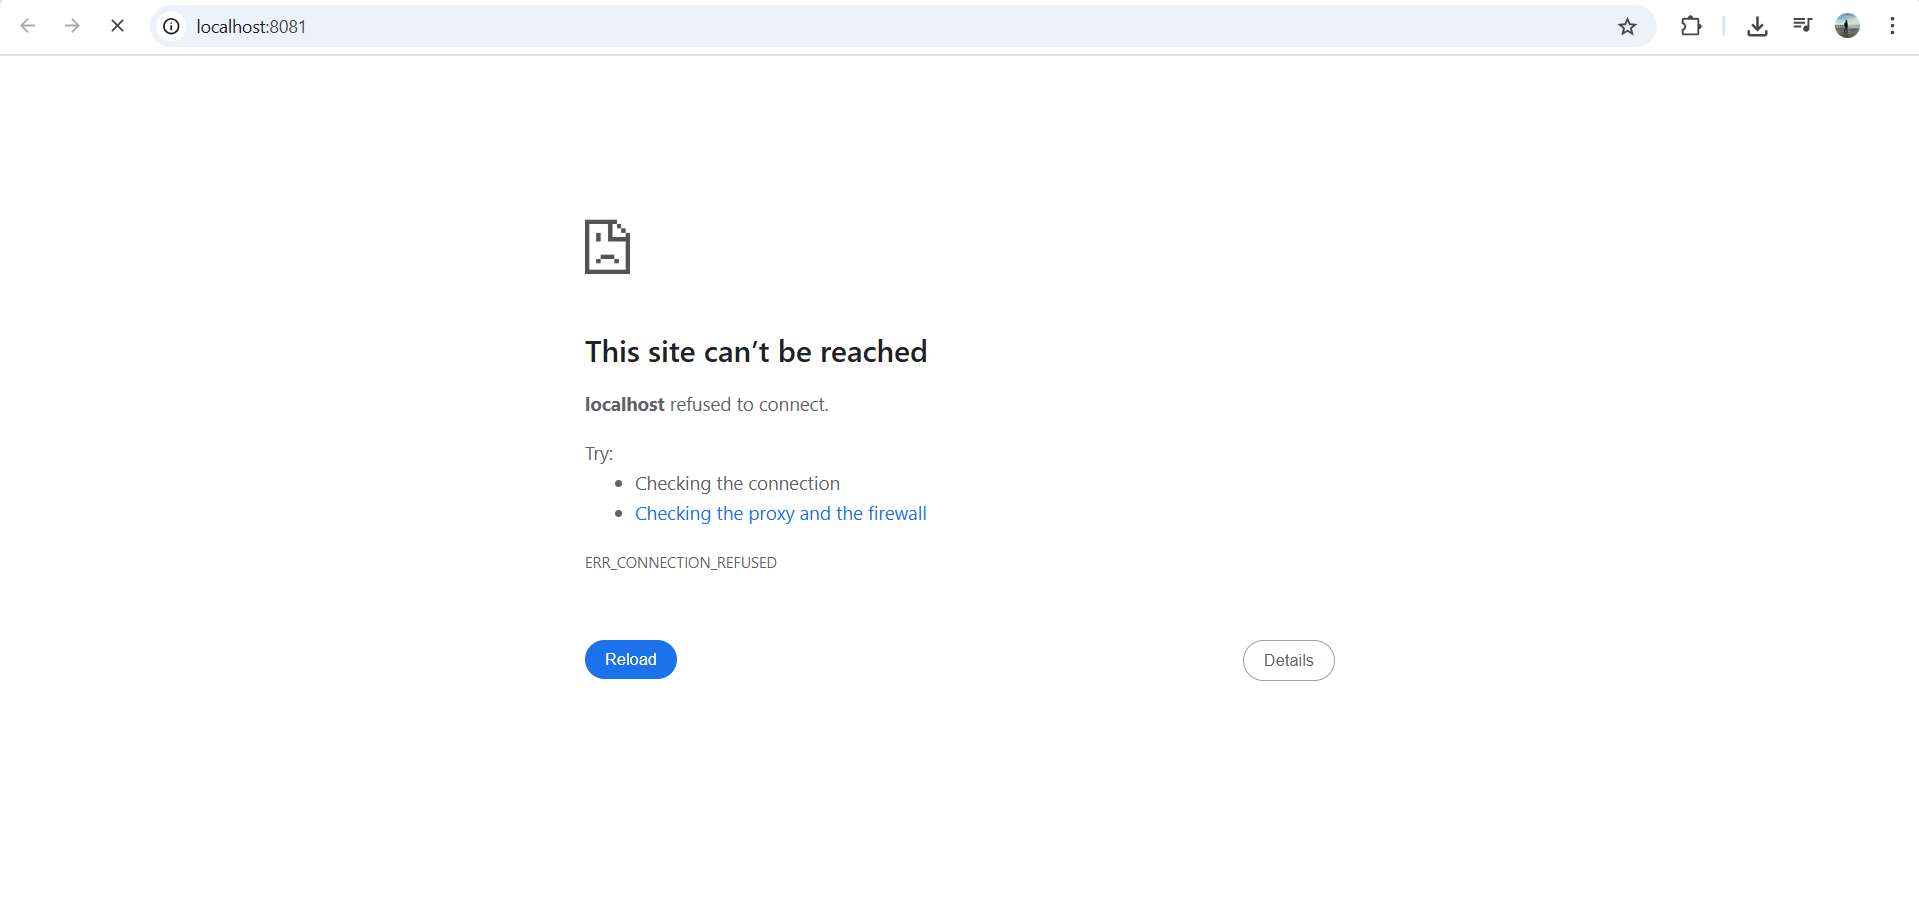 localhost:8081
This site can’t be reached
localhost refused to connect.
Try:
Checking the connection
Checking the proxy and the firewall
ERR_CONNECTION_REFUSED
Reload
Details